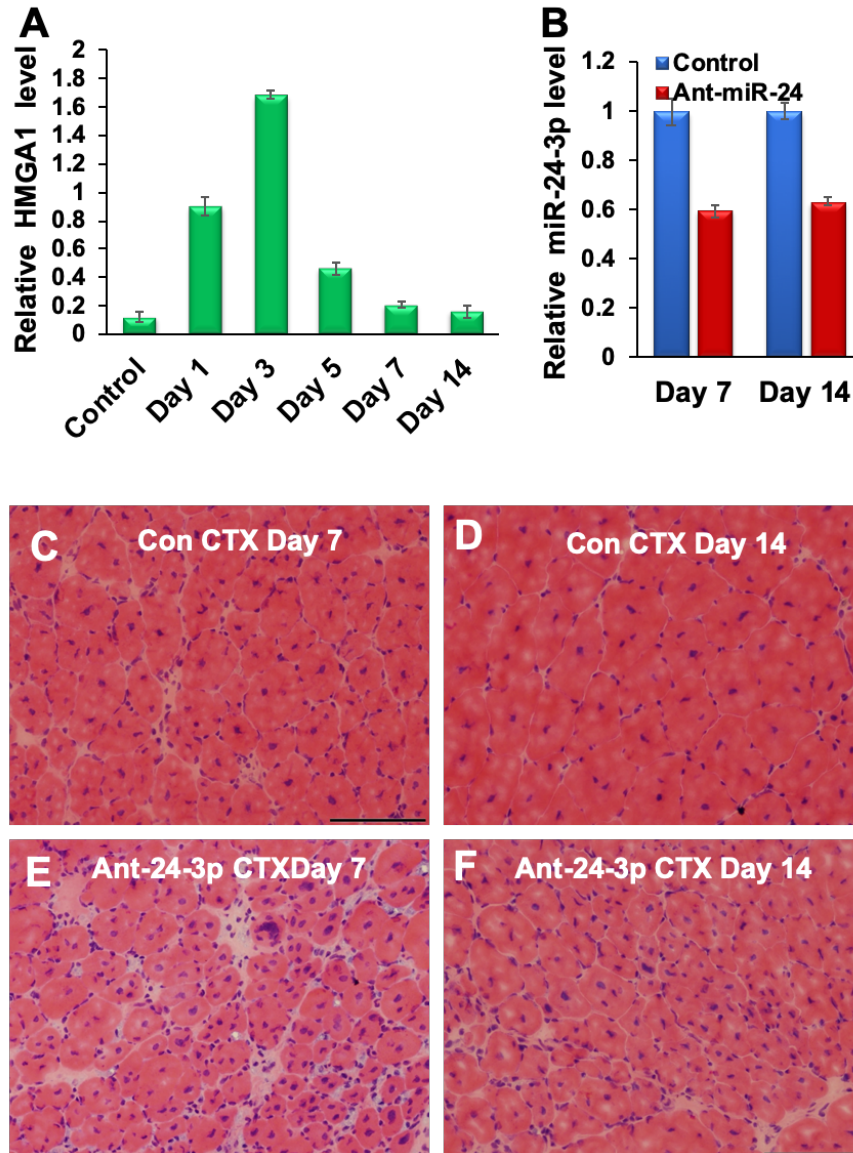 A
Relative HMGA1 level
2
1.8
1.6
1.4
1.2
1
0.8
0.6
0.4
0.2
0
Control
Day 1
Day 3
Day 5
Day 7
Day 14
B
Relative miR-24-3p level
Control
Ant-miR-24
1.2
1
0.8
0.6
0.4
0.2
0
Day 7
Day 14
C
Con CTX Day 7
D
Con CTX Day 14
E
Ant-24-3p CTXDay 7
F
Ant-24-3p CTX Day 14